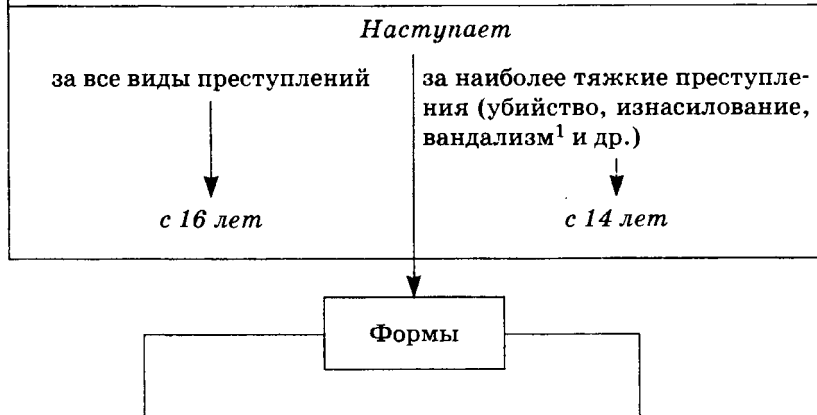 Наступает
за все виды преступлений
за наиболее тяжкие преступле-
ния (убийство, изнасилование,
вандализм¹ и др.)
с 16 лет
с 14 лет
Формы